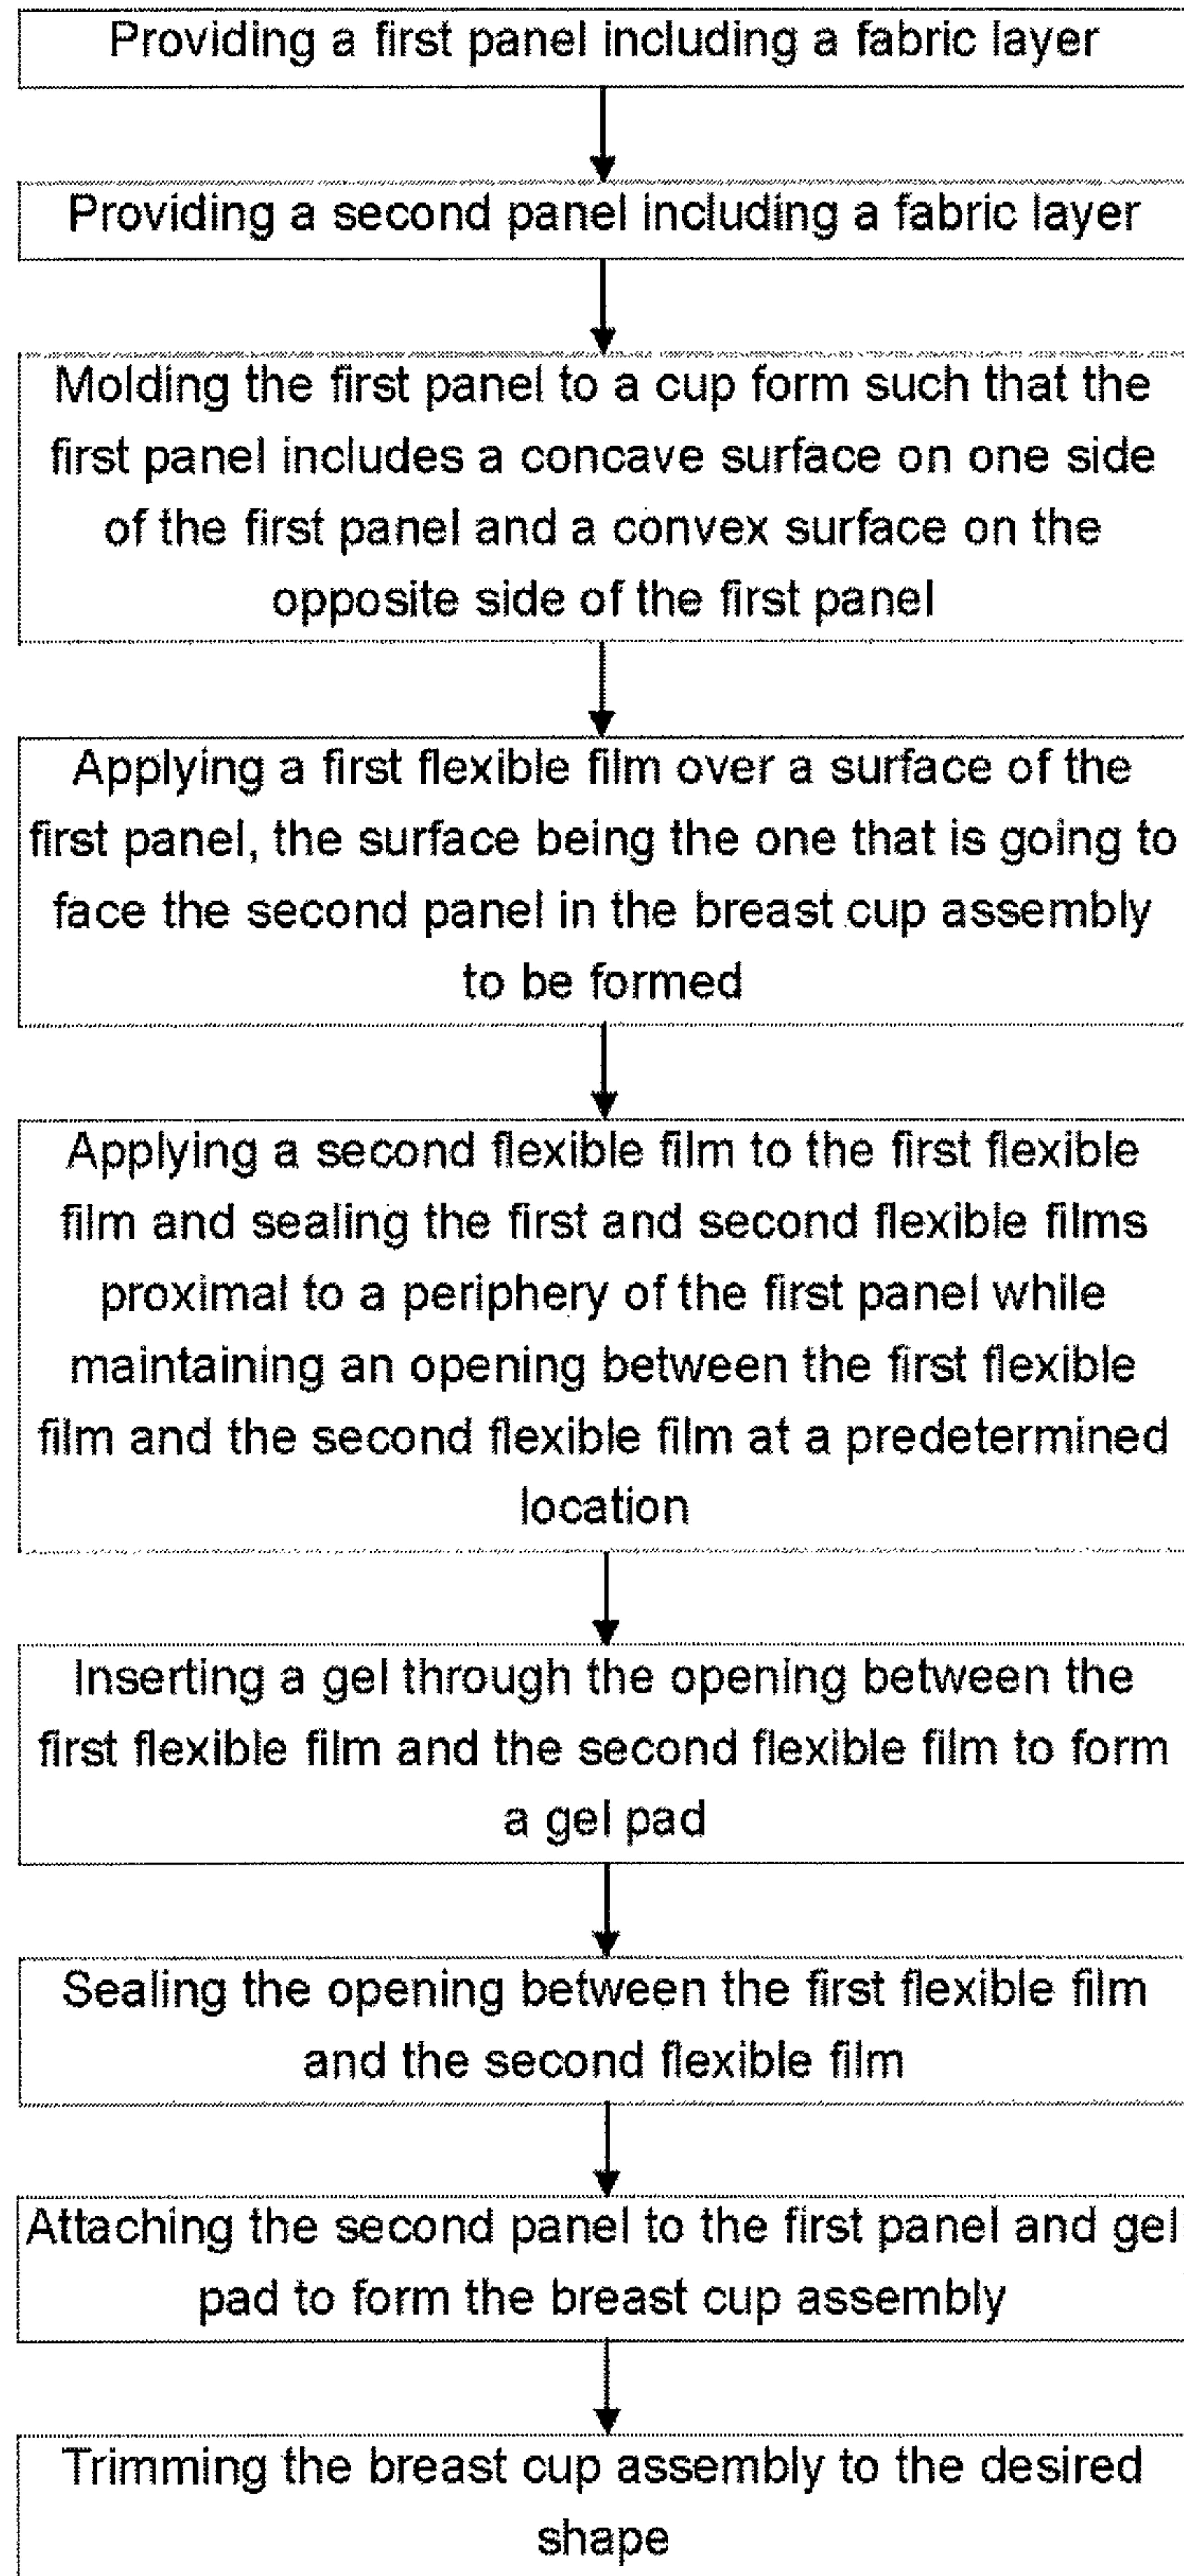 Providing a first panel including a fabric layer
Providing a second panel including a fabric layer
Molding the first panel to a cup form such that the
first panel includes a concave surface on one side
of the first panel and a convex surface on the
opposite side of the first panel
Applying a first flexible film over a surface of the
first panel, the surface being the one that is going to
face the second panel in the breast cup assembly
to be formed
Applying a second flexible film to the first flexible
film and sealing the first and second flexible films
proximal to a periphery of the first panel while
maintaining an opening between the first flexible
film and the second flexible film at a predetermined
location
Inserting a gel through the opening between the
first flexible film and the second flexible film to form
a gel pad
Sealing the opening between the first flexible film
and the second flexible film
Attaching the second panel to the first panel and gel
pad to form the breast cup assembly
Trimming the breast cup assembly to the desired
shape